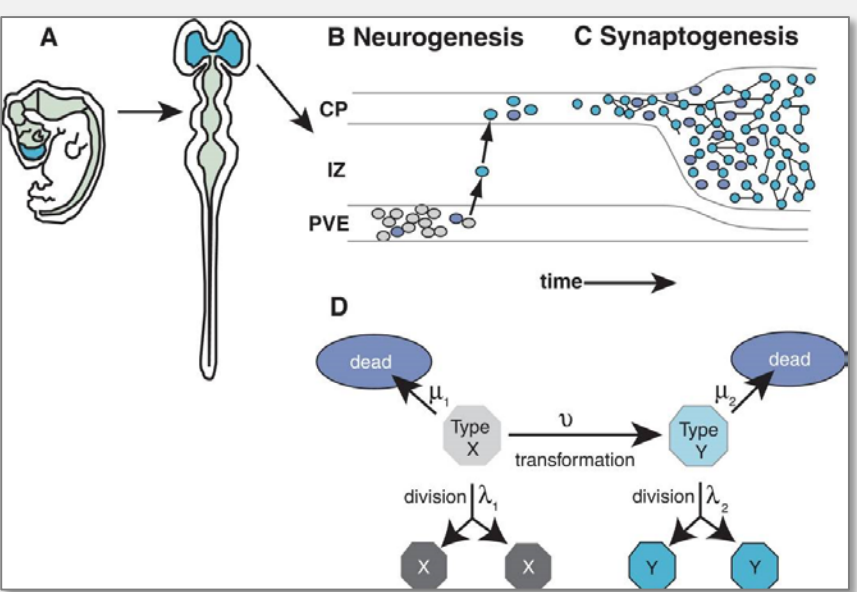 A
B Neurogenesis
C Synaptogenesis
CP
IZ
PVE
time
D
dead
dead
μ1
μ2
Type
X
υ
transformation
Type
Y
division λ1
division λ2
X
X
Y
Y